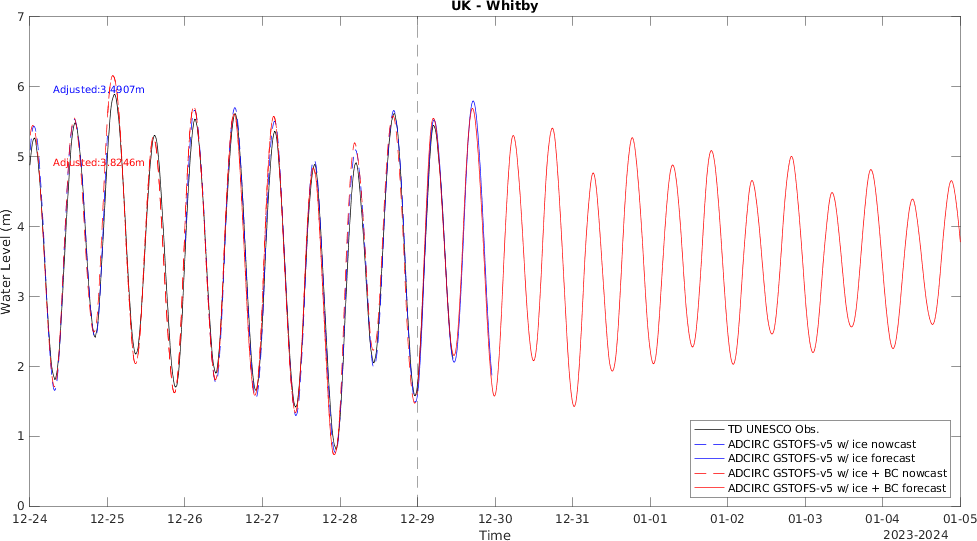 UK - Whitby
7
6
5
4
3
2
1
0
Water Level (m)
Adjusted:3.4907m
Adjusted:3.8246m
TD UNESCO Obs.
ADCIRC GSTOFS-v5 w/ ice nowcast
ADCIRC GSTOFS-v5 w/ ice forecast
ADCIRC GSTOFS-v5 w/ ice + BC nowcast
ADCIRC GSTOFS-v5 w/ ice + BC forecast
12-24 12-25 12-26 12-27 12-28 12-29 12-30 12-31 01-01 01-02 01-03 01-04 01-05
Time
2023-2024